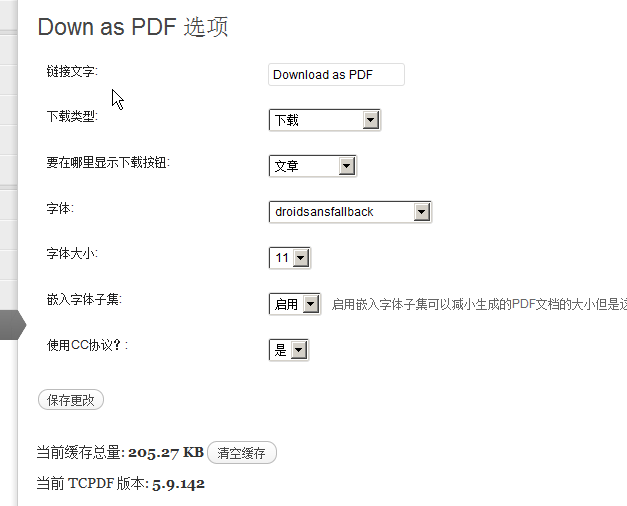 Down as PDF 选项
链接文字: Download as PDF
下载类型: 下载
要在哪里显示下载按钮: 文章
字体: droidsansfallback
字体大小: 11
嵌入字体子集: 启用 启用嵌入字体子集可以减小生成的PDF文档的大小但是这
使用CC协议? : 是
保存更改
当前缓存总量: 205.27 KB 清空缓存
当前 TCPDF 版本: 5.9.142